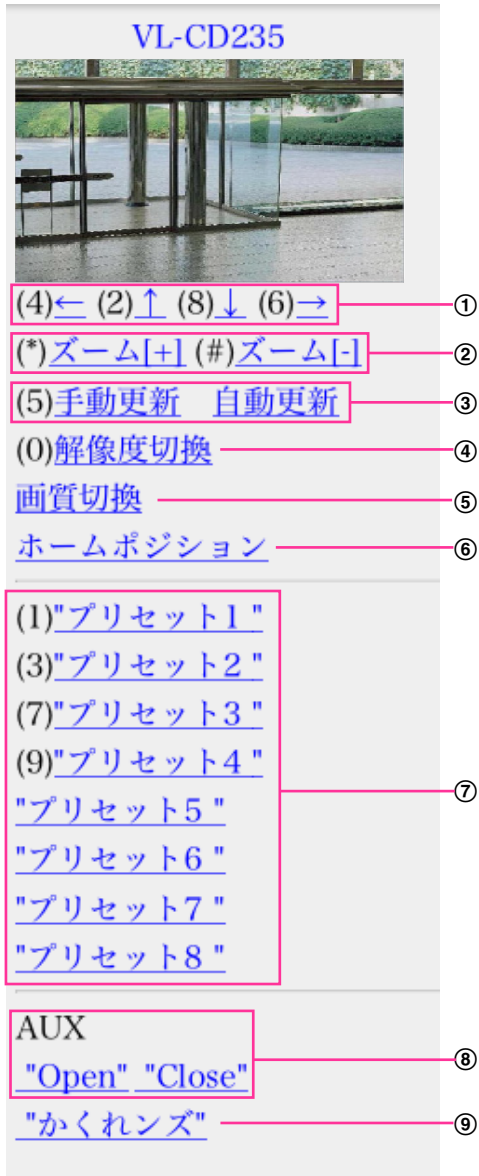 VL-CD235
(4)← (2)↑ (8)↓ (6)→ ①
(*)ズーム[+] (#)ズーム[-] ②
(5)手動更新　自動更新 ③
(0)解像度切換 ④
画質切換 ⑤
ホームポジション ⑥
(1)"プリセット1 "
(3)"プリセット2 "
(7)"プリセット3 "
(9)"プリセット4 "
"プリセット5 " ⑦
"プリセット6 "
"プリセット7 "
"プリセット8 "
AUX
"Open" "Close" ⑧
"かくれンズ" ⑨